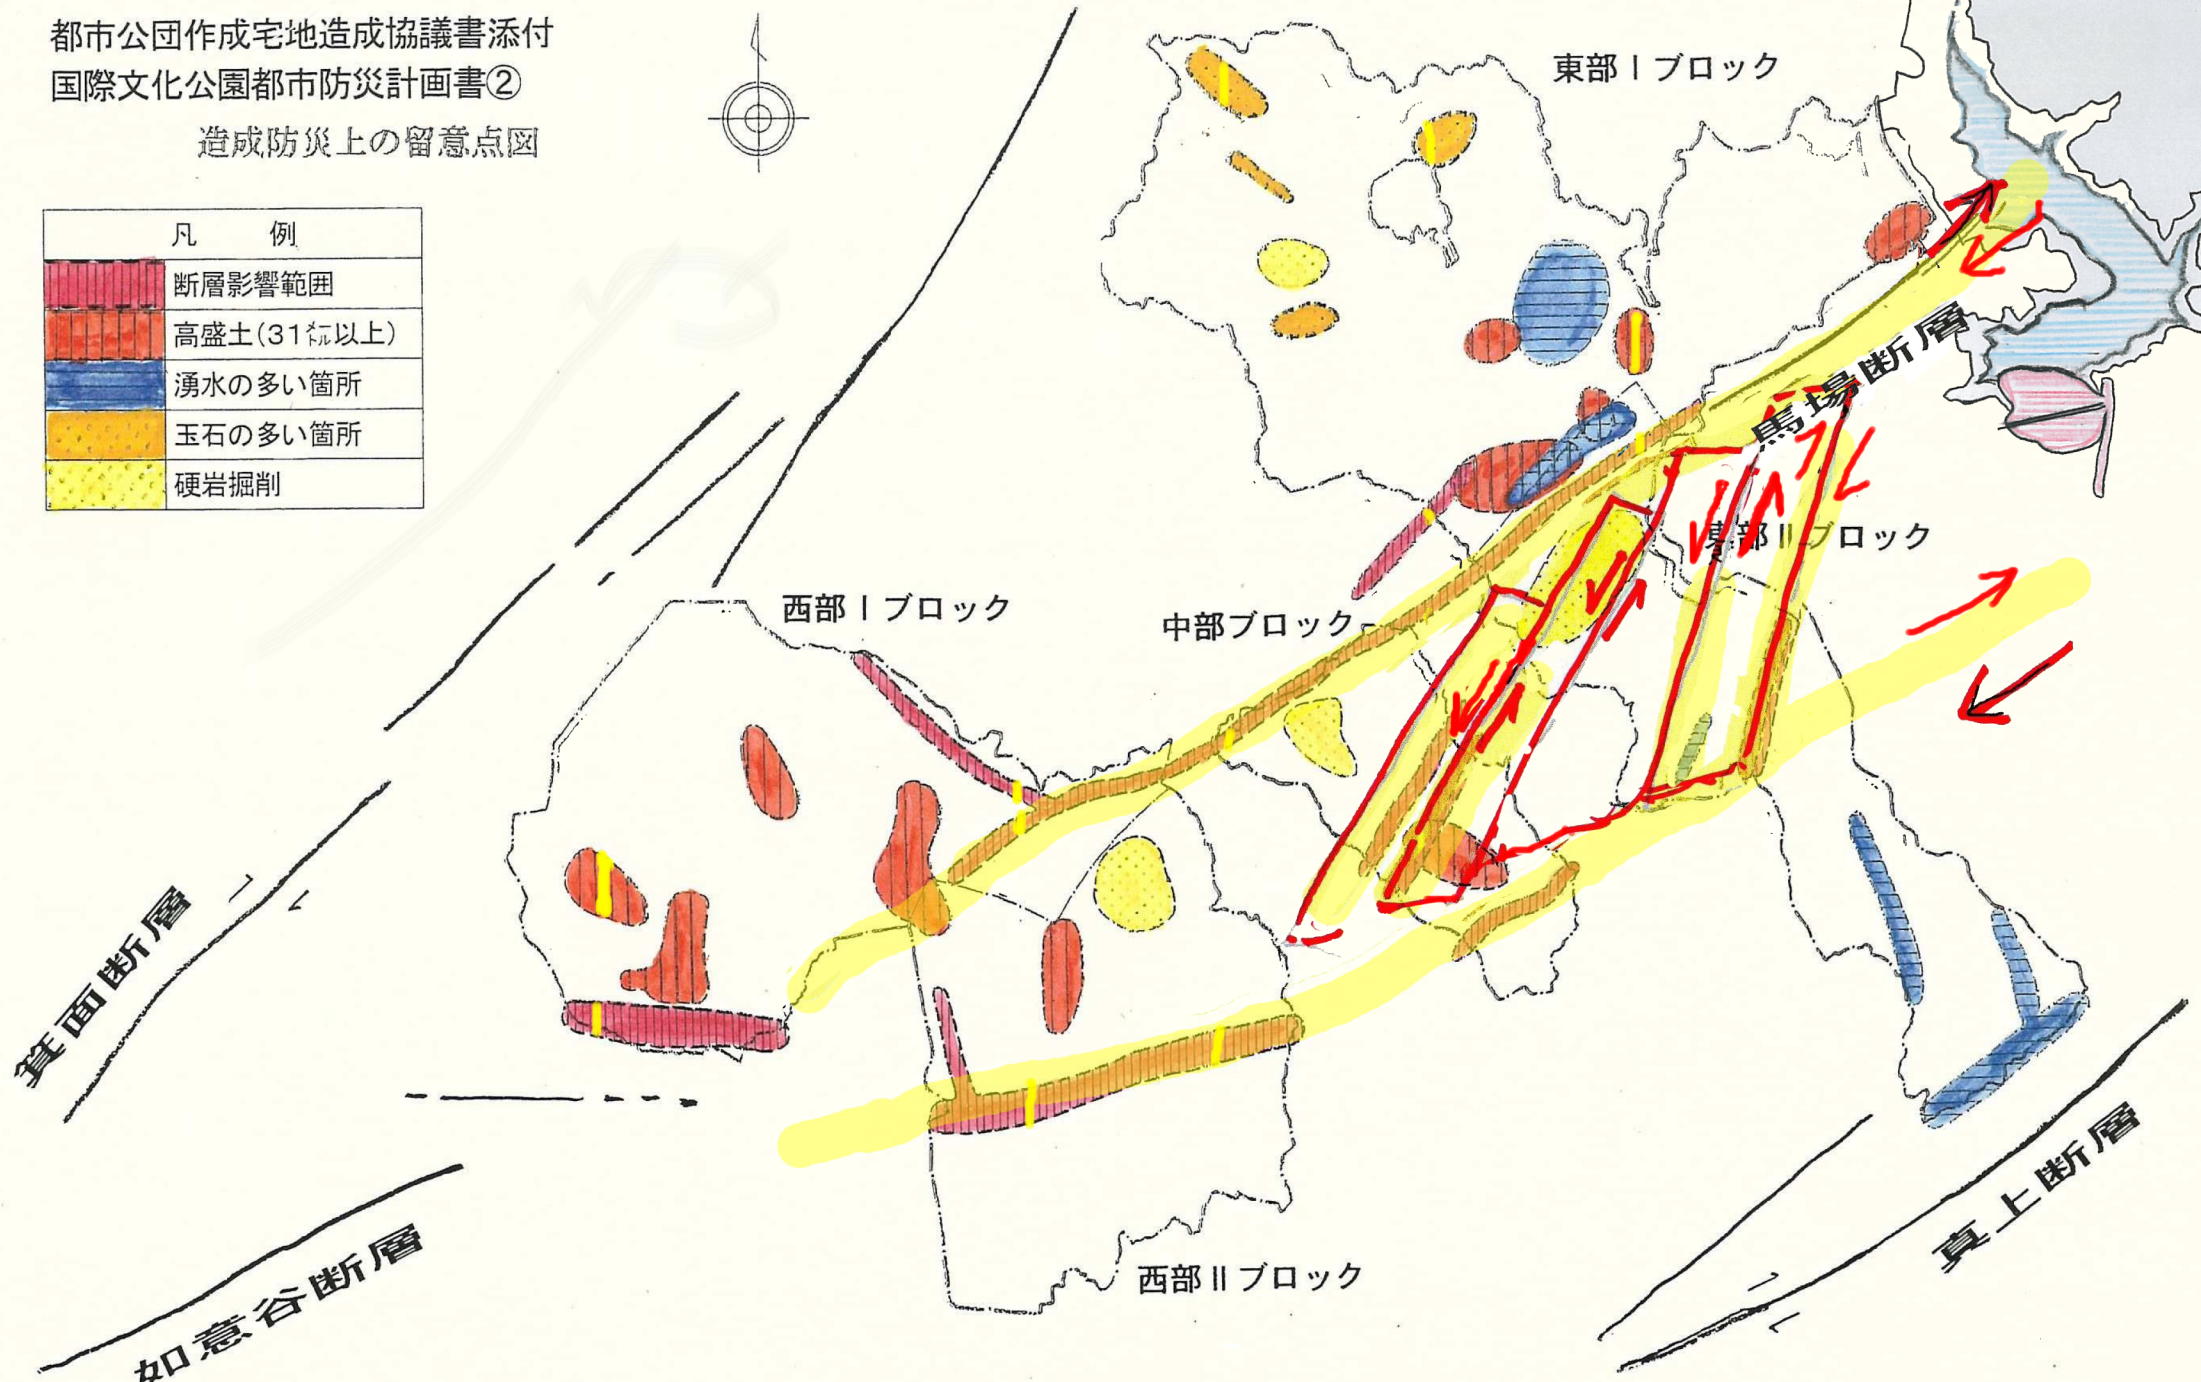 都市公団作成宅地造成協議書添付
国際文化公園都市防災計画書②
造成防災上の留意点図
凡 例
断層影響範囲
高盛土(31㍍以上)
湧水の多い箇所
玉石の多い箇所
硬岩掘削
東部Ⅰブロック
馬場断層
東部Ⅱブロック
西部Ⅰブロック
中部ブロック
箕面断層
真上断層
如意谷断層
西部Ⅱブロック